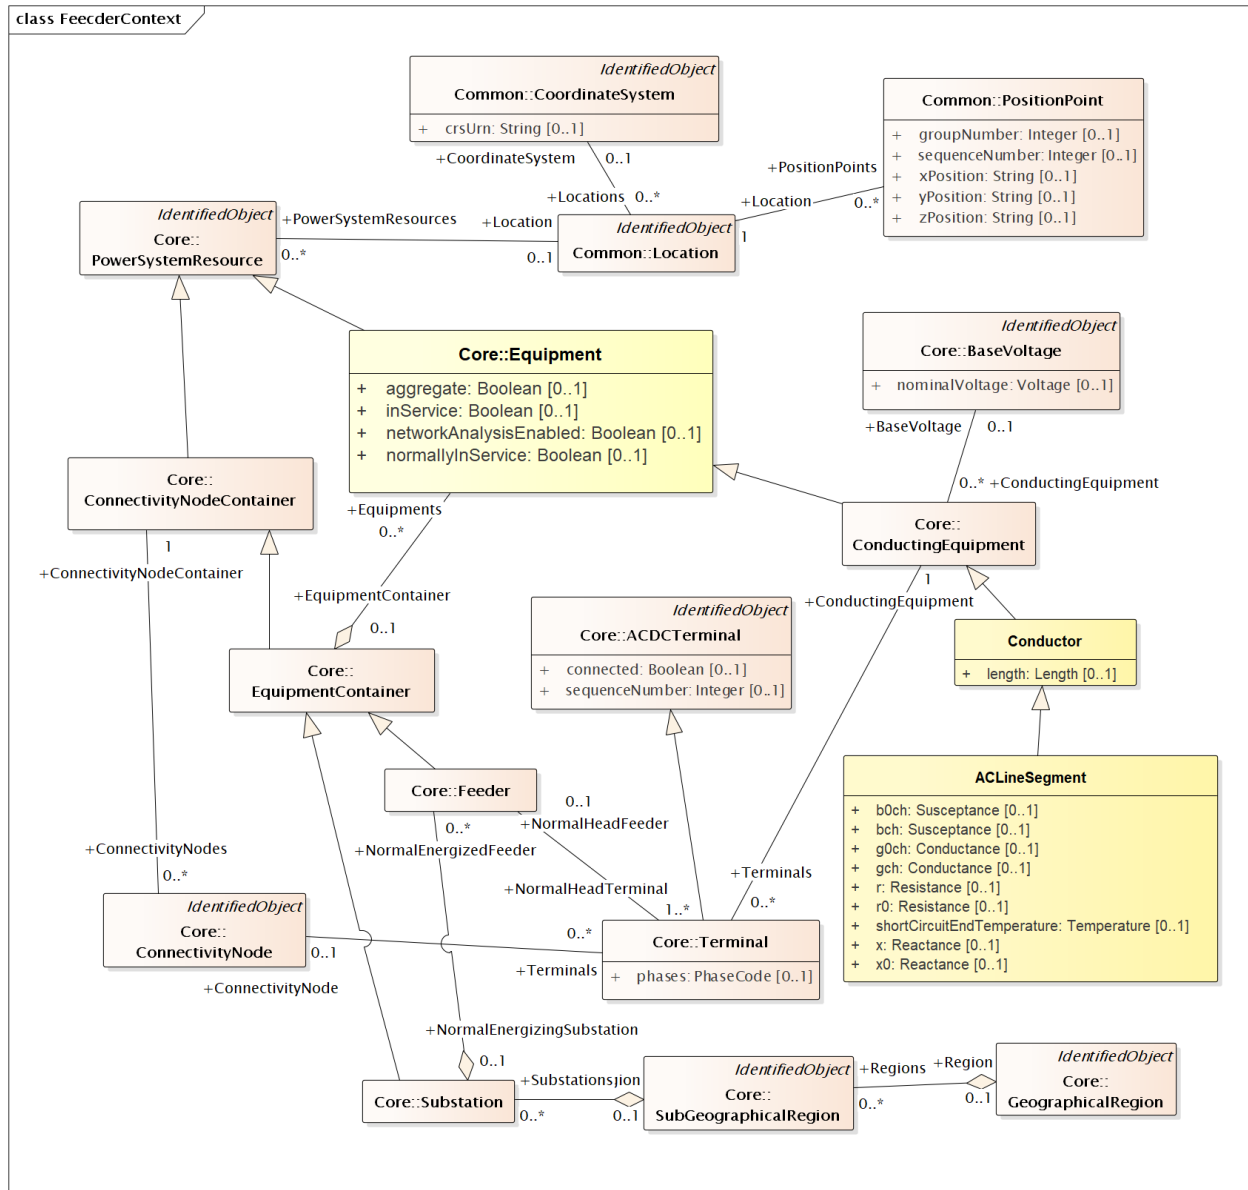 class FeecderContext
IdentifiedObject
Common::CoordinateSystem
+ crsUrn: String [0..1]
+CoordinateSystem
0..1
+Locations
0..*
Common::PositionPoint
+ groupNumber: Integer [0..1]
+ sequenceNumber: Integer [0..1]
+ xPosition: String [0..1]
+ yPosition: String [0..1]
+ zPosition: String [0..1]
+PositionPoints
0..*
+Location
1
IdentifiedObject
Core::
PowerSystemResource
+PowerSystemResources
0..*
+Location
0..1
IdentifiedObject
Common::Location
Core::Equipment
+ aggregate: Boolean [0..1]
+ inService: Boolean [0..1]
+ networkAnalysisEnabled: Boolean [0..1]
+ normallyInService: Boolean [0..1]
IdentifiedObject
Core::BaseVoltage
+ nominalVoltage: Voltage [0..1]
+BaseVoltage
0..1
0..*
+ConductingEquipment
Core::
ConnectivityNodeContainer
1
+ConnectivityNodeContainer
+Equipments
0..*
+EquipmentContainer
0..1
Core::
ConductingEquipment
1
+ConductingEquipment
IdentifiedObject
Core::ACDCTerminal
+ connected: Boolean [0..1]
+ sequenceNumber: Integer [0..1]
Conductor
+ length: Length [0..1]
Core::
EquipmentContainer
Core::Feeder
0..1
+NormalHeadFeeder
0..*
+NormalEnergizedFeeder
ACLineSegment
+ b0ch: Susceptance [0..1]
+ bch: Susceptance [0..1]
+ g0ch: Conductance [0..1]
+ gch: Conductance [0..1]
+ r: Resistance [0..1]
+ r0: Resistance [0..1]
+ shortCircuitEndTemperature: Temperature [0..1]
+ x: Reactance [0..1]
+ x0: Reactance [0..1]
+ConnectivityNodes
0..*
+NormalHeadTerminal
1..*
+Terminals
0..*
IdentifiedObject
Core::
ConnectivityNode
0..1
+ConnectivityNode
0..*
+Terminals
Core::Terminal
+ phases: PhaseCode [0..1]
+NormalEnergizingSubstation
0..1
Core::Substation
+Substationsjion
0..*
0..1
IdentifiedObject
Core::
SubGeographicalRegion
+Regions
0..*
+Region
0..1
IdentifiedObject
Core::
GeographicalRegion